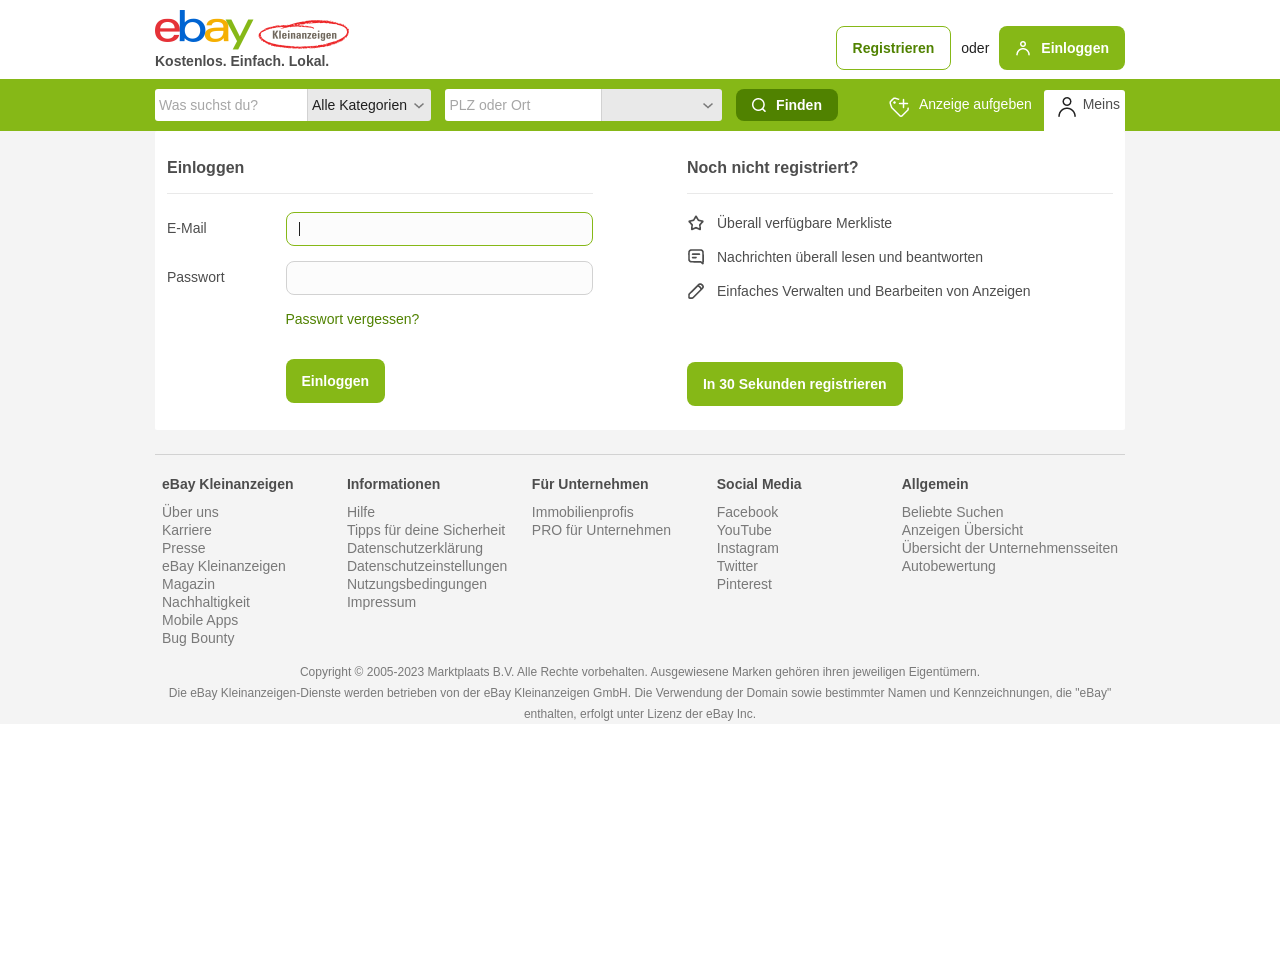 ebay Kleinanzeigen
Kostenlos. Einfach. Lokal.
Registrieren oder Einloggen
Was suchst du? Alle Kategorien PLZ oder Ort Finden Anzeige aufgeben Meins
Einloggen
E-Mail
Passwort
Passwort vergessen?
Einloggen
Noch nicht registriert?
Überall verfügbare Merkliste
Nachrichten überall lesen und beantworten
Einfaches Verwalten und Bearbeiten von Anzeigen
In 30 Sekunden registrieren
eBay Kleinanzeigen
Über uns
Karriere
Presse
eBay Kleinanzeigen
Magazin
Nachhaltigkeit
Mobile Apps
Bug Bounty
Informationen
Hilfe
Tipps für deine Sicherheit
Datenschutzerklärung
Datenschutzeinstellungen
Nutzungsbedingungen
Impressum
Für Unternehmen
Immobilienprofis
PRO für Unternehmen
Social Media
Facebook
YouTube
Instagram
Twitter
Pinterest
Allgemein
Beliebte Suchen
Anzeigen Übersicht
Übersicht der Unternehmensseiten
Autobewertung
Copyright © 2005-2023 Marktplaats B.V. Alle Rechte vorbehalten. Ausgewiesene Marken gehören ihren jeweiligen Eigentümern.
Die eBay Kleinanzeigen-Dienste werden betrieben von der eBay Kleinanzeigen GmbH. Die Verwendung der Domain sowie bestimmter Namen und Kennzeichnungen, die "eBay"
enthalten, erfolgt unter Lizenz der eBay Inc.